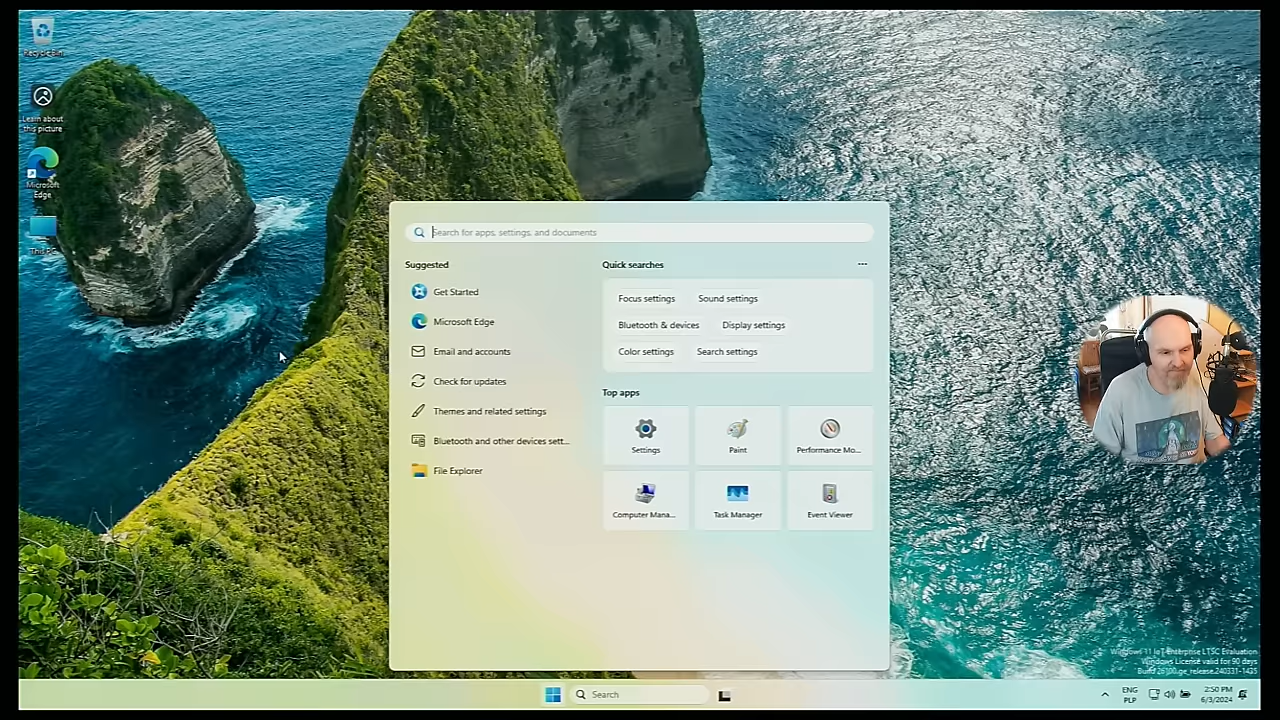 Recycle Bin
Learn about
this picture
Microsoft
Edge
This PC
Search for apps, settings, and documents
Suggested
Get Started
Microsoft Edge
Email and accounts
Check for updates
Themes and related settings
Bluetooth and other devices sett...
File Explorer
Quick searches
Focus settings
Sound settings
Bluetooth & devices
Display settings
Color settings
Search settings
Top apps
Settings
Paint
Performance Mo...
Computer Mana...
Task Manager
Event Viewer
Windows 11 IoT Enterprise LTSC Evaluation
Windows License valid for 90 days
Build 26100.ge_release.240331-1435
Search
ENG
PLP
2:50 PM
6/3/2024